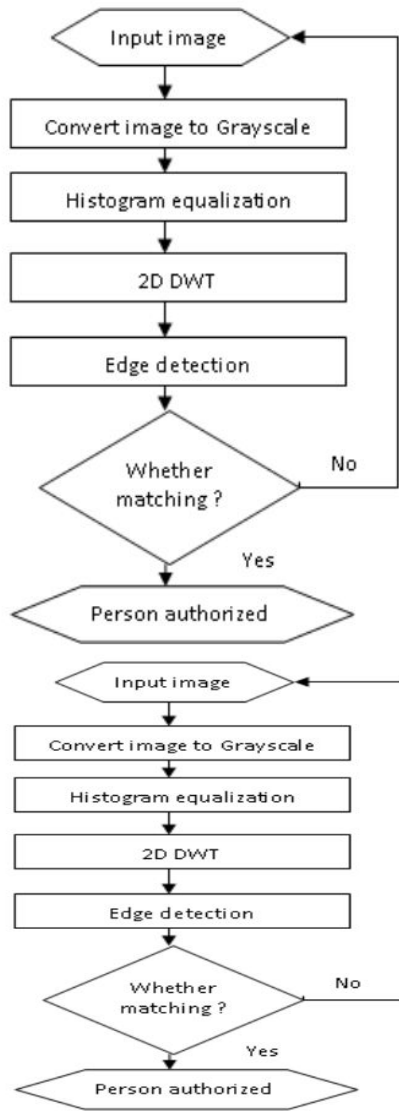 Input image
Convert image to Grayscale
Histogram equalization
2D DWT
Edge detection
Whether
matching ?
No
Yes
Person authorized
Input image
Convert image to Grayscale
Histogram equalization
2D DWT
Edge detection
Whether
matching ?
No
Yes
Person authorized